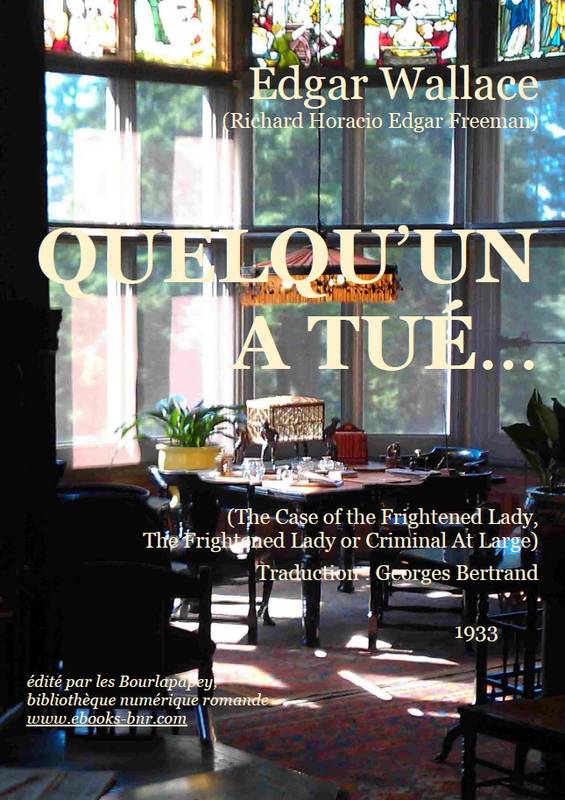 Edgar Wallace
(Richard Horacio Edgar Freeman)
QUELQU’UN
A TUÉ…
(The Case of the Frightened Lady,
The Frightened Lady or Criminal At Large)
Traduction : Georges Bertrand
1933
édité par les Bourlapapey,
bibliothèque numérique romande
www.ebooks-bnr.com